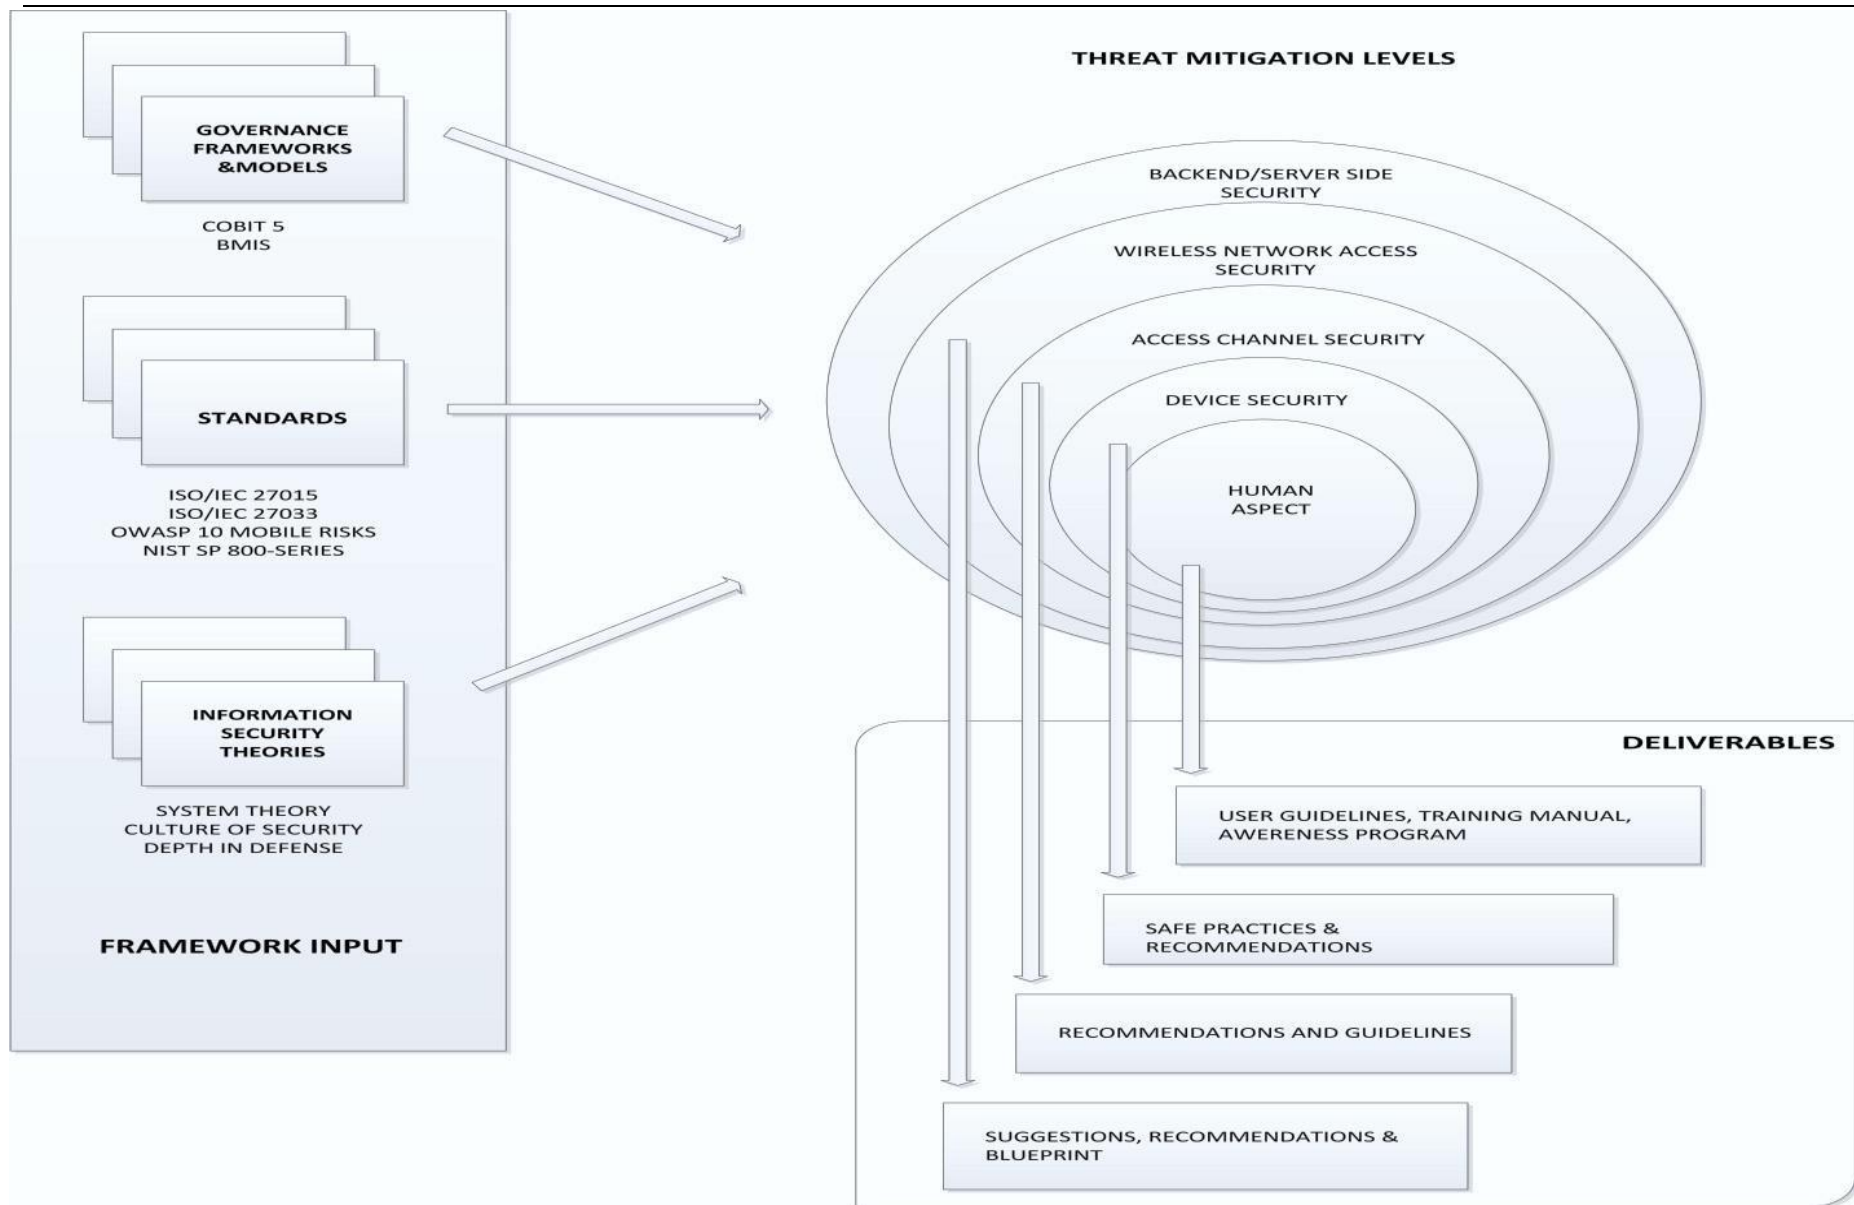 GOVERNANCE
FRAMEWORKS
&MODELS
COBIT 5
BMIS
STANDARDS
ISO/IEC 27015
ISO/IEC 27033
OWASP 10 MOBILE RISKS
NIST SP 800-SERIES
INFORMATION
SECURITY
THEORIES
SYSTEM THEORY
CULTURE OF SECURITY
DEPTH IN DEFENSE
FRAMEWORK INPUT
THREAT MITIGATION LEVELS
BACKEND/SERVER SIDE
SECURITY
WIRELESS NETWORK ACCESS
SECURITY
ACCESS CHANNEL SECURITY
DEVICE SECURITY
HUMAN
ASPECT
DELIVERABLES
USER GUIDELINES, TRAINING MANUAL,
AWERENESS PROGRAM
SAFE PRACTICES &
RECOMMENDATIONS
RECOMMENDATIONS AND GUIDELINES
SUGGESTIONS, RECOMMENDATIONS &
BLUEPRINT